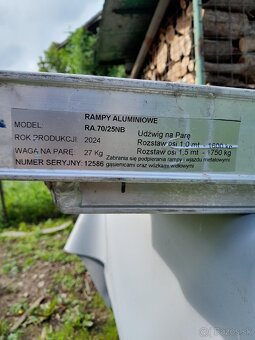 RAMPY ALUMINIOWE
MODEL: RA.70/25NB Udźwig na Parę
ROK PRODUKCJI: 2024 Rozstaw osi 1,0 mt - 1600 kg
WAGA NA PARĘ: 27 Kg Rozstaw osi 1,5 mt - 1750 kg
NUMER SERYJNY: 12586 Zabrania się podpierania rampy i wjazdu metalowymi
gąsienicami oraz wózkami widłowymi